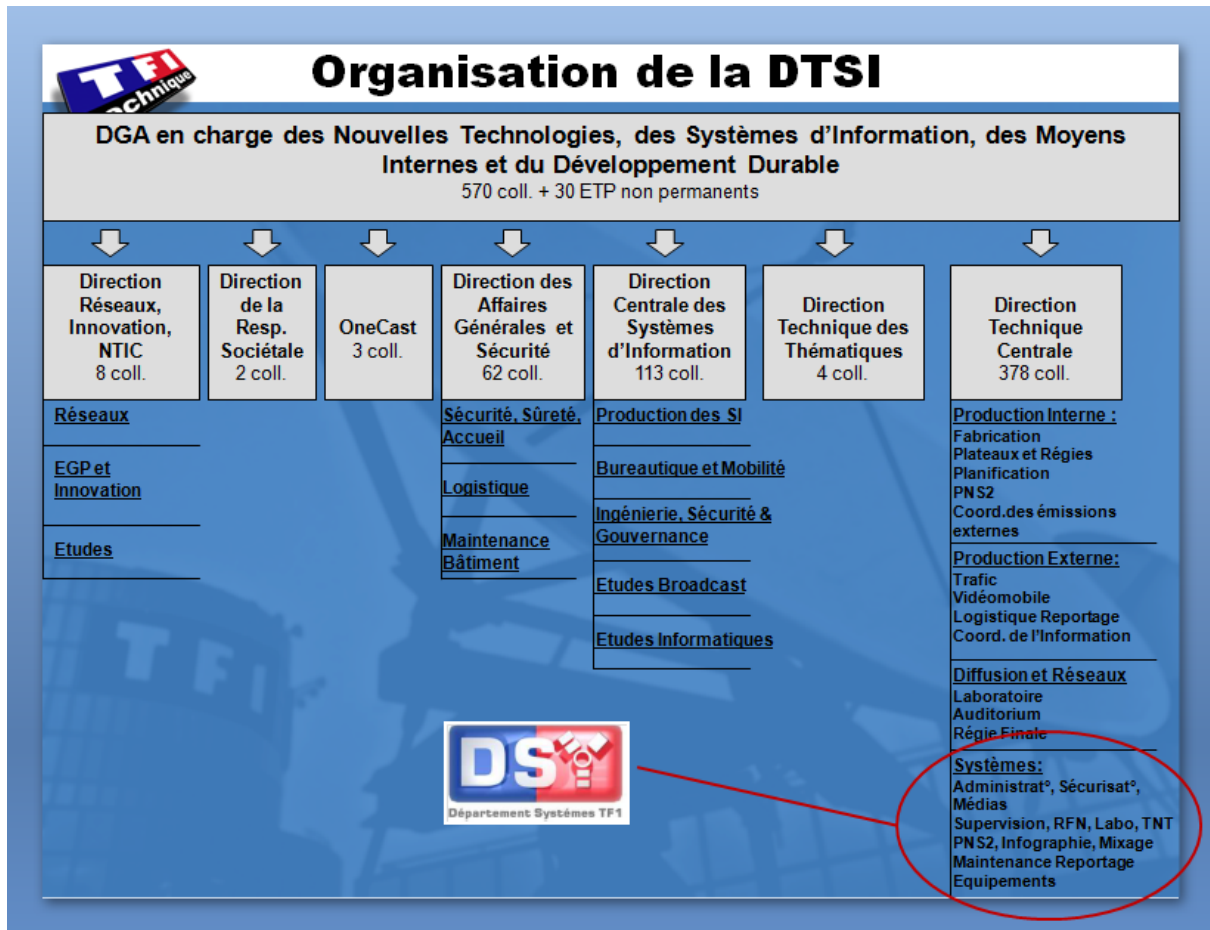 TF1
Technique
Organisation de la DTSI
DGA en charge des Nouvelles Technologies, des Systèmes d'Information, des Moyens
Internes et du Développement Durable
570 coll. + 30 ETP non permanents
Direction
Réseaux,
Innovation,
NTIC
8 coll.
Direction
de la
Resp.
Sociétale
2 coll.
OneCast
3 coll.
Direction des
Affaires
Générales et
Sécurité
62 coll.
Direction
Centrale des
Systèmes
d'Information
113 coll.
Direction
Technique des
Thématiques
4 coll.
Direction
Technique
Centrale
378 coll.
Réseaux
EGP et
Innovation
Etudes
Sécurité, Sûreté,
Accueil
Logistique
Maintenance
Bâtiment
Production des SI
Bureautique et Mobilité
Ingénierie, Sécurité &
Gouvernance
Etudes Broadcast
Etudes Informatiques
Production Interne :
Fabrication
Plateaux et Régies
Planification
PNS2
Coord.des émissions
externes
Production Externe:
Trafic
Vidéomobile
Logistique Reportage
Coord. de l'Information
Diffusion et Réseaux
Laboratoire
Auditorium
Régie Finale
Systèmes:
Administrat°, Sécurisat°,
Médias
Supervision, RFN, Labo, TNT
PNS2, Infographie, Mixage
Maintenance Reportage
Equipements
TF1
DSY
Département Systèmes TF1